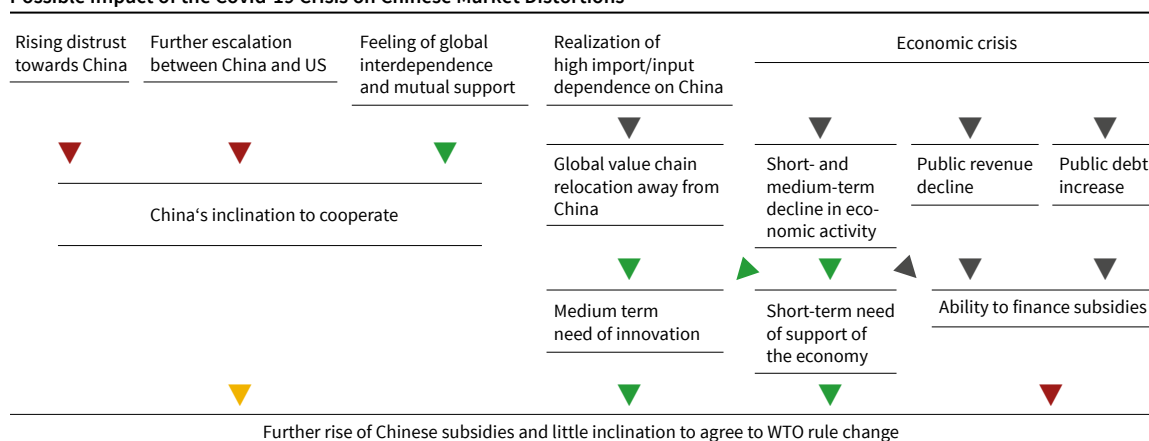 Possible Impact of the Covid-19 Crisis on Chinese Market Distortions
Rising distrust
towards China
Further escalation
between China and US
Feeling of global
interdependence
and mutual support
Realization of
high import/input
dependence on China
Economic crisis
Global value chain
relocation away from
China
Short- and
medium-term
decline in eco-
nomic activity
Public revenue
decline
Public debt
increase
China‘s inclination to cooperate
Medium term
need of innovation
Short-term need
of support of
the economy
Ability to finance subsidies
Further rise of Chinese subsidies and little inclination to agree to WTO rule change